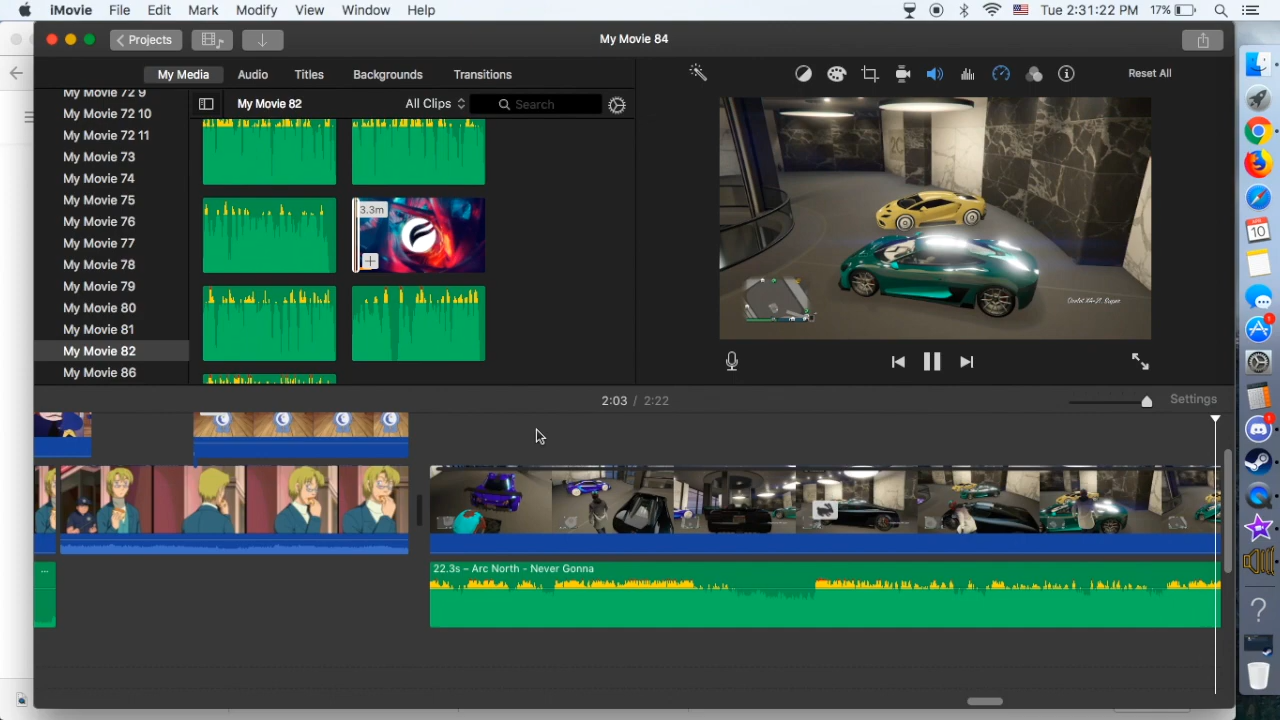 iMovie File Edit Mark Modify View Window Help Tue 2:31:22 PM 17%
Projects My Movie 84
My Media Audio Titles Backgrounds Transitions Reset All
My Movie 72 9
My Movie 82 All Clips Search
My Movie 72 10
My Movie 72 11
My Movie 73
My Movie 74
My Movie 75
My Movie 76
My Movie 77
My Movie 78
My Movie 79
My Movie 80
My Movie 81
My Movie 82
My Movie 86
3.3m
2:03 / 2:22 Settings
22.3s – Arc North - Never Gonna
10
1
1